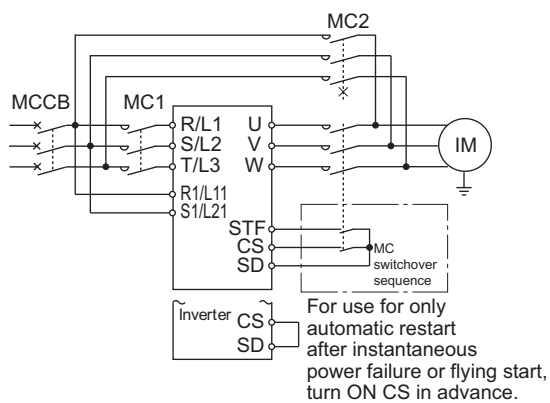 MC2
MCCB
MC1
R/L1
U
S/L2
V
T/L3
W
IM
R1/L11
S1/L21
STF
CS
SD
MC
switchover
sequence
Inverter
CS
SD
For use for only
automatic restart
after instantaneous
power failure or flying start,
turn ON CS in advance.